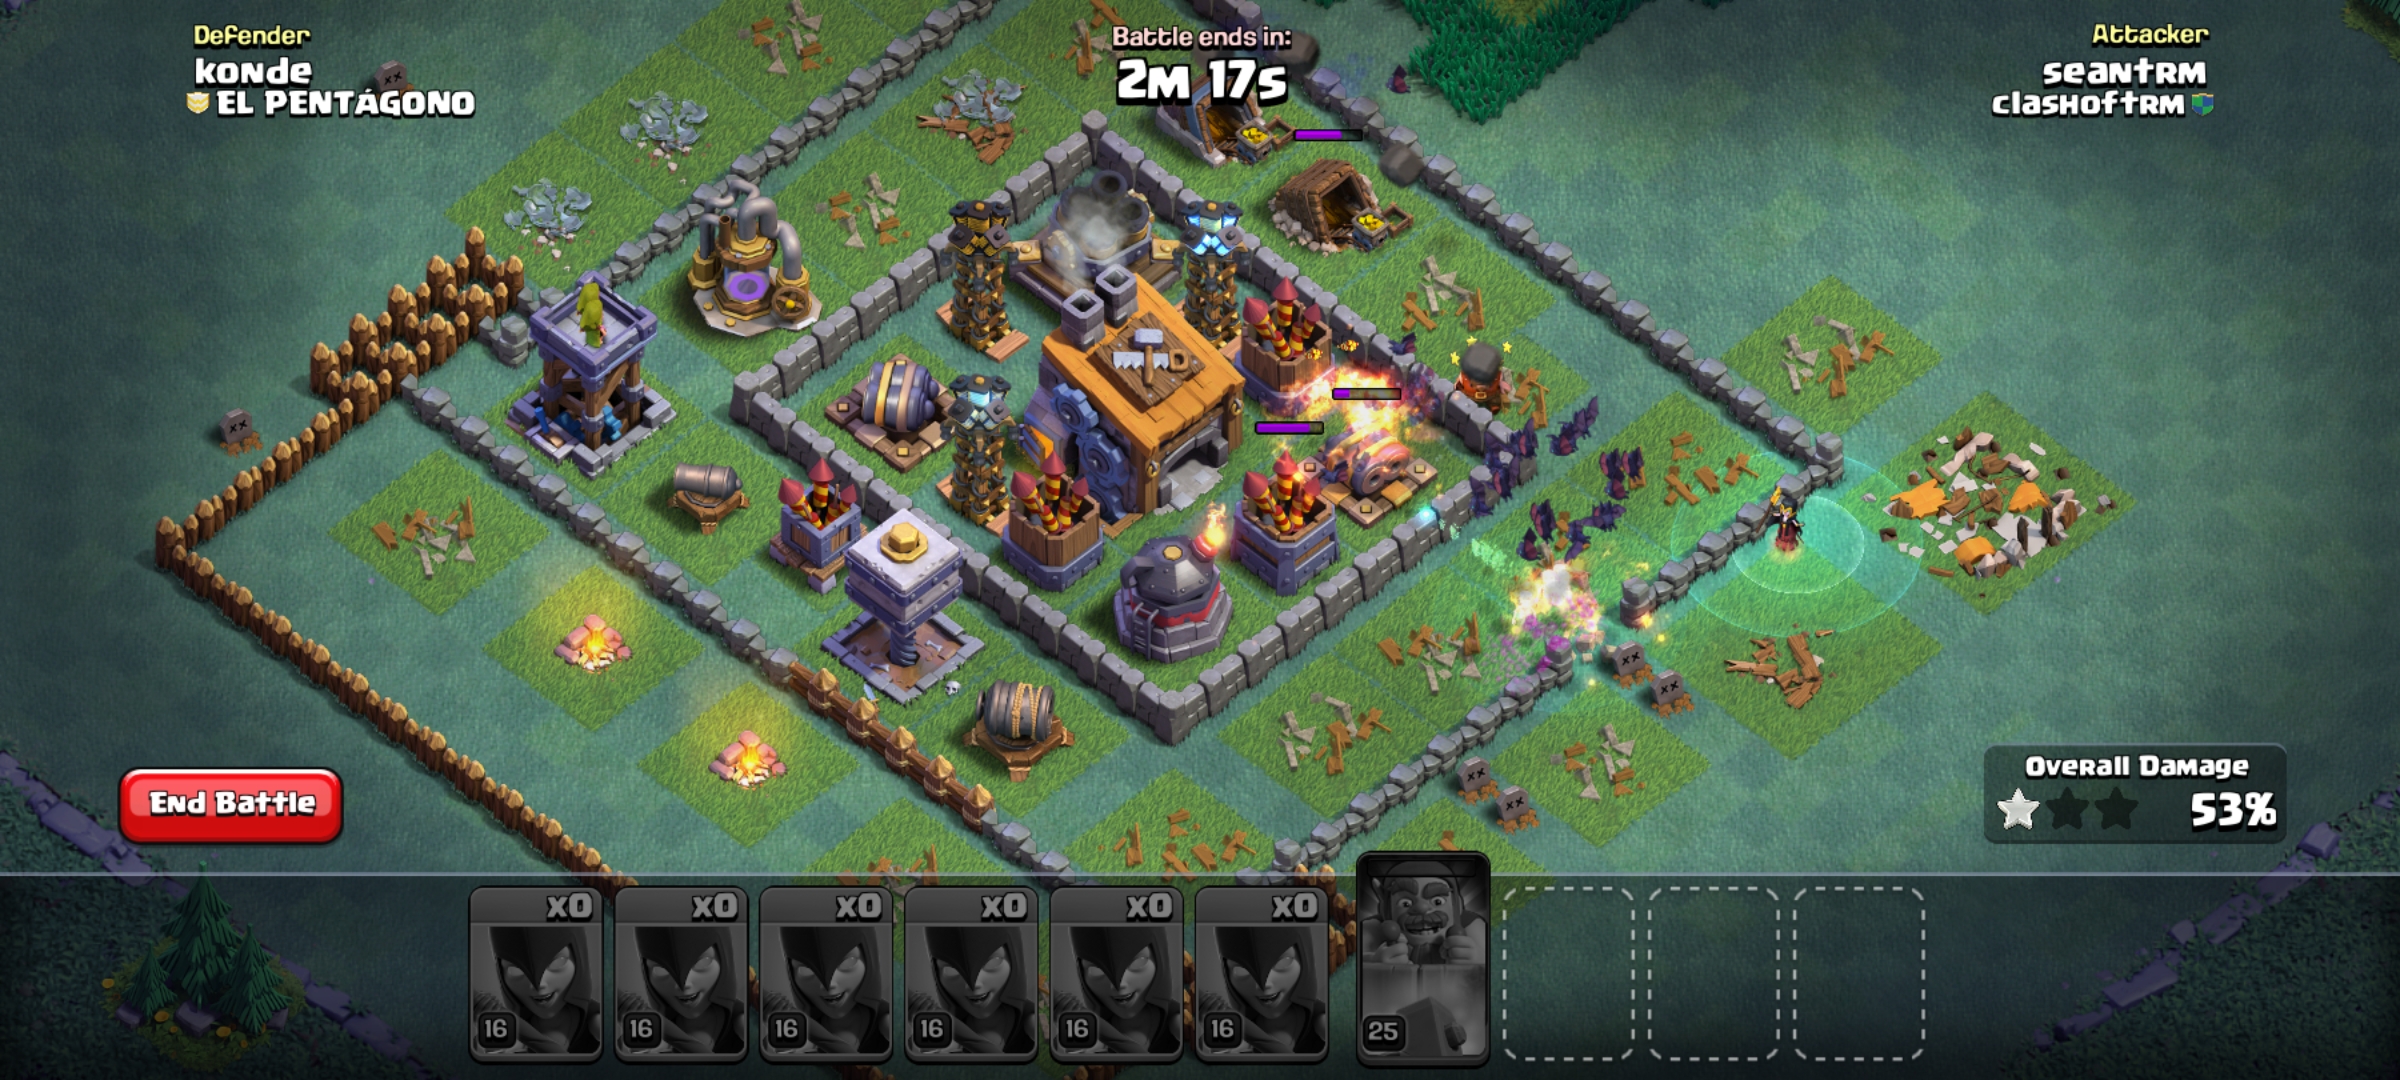 Defender
konde
EL PENTÁGONO
Battle ends in:
2M 17s
Attacker
seantRM
clashoftRM
End Battle
Overall Damage
53%
x0 x0 x0 x0 x0 x0
16 16 16 16 16 16 25